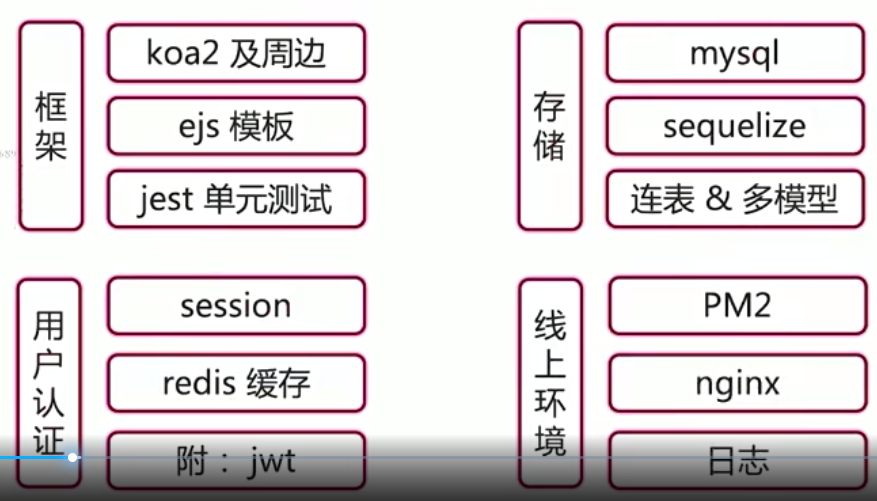 框架
koa2 及周边
ejs 模板
jest 单元测试
存储
mysql
sequelize
连表 & 多模型
用户认证
session
redis 缓存
附： jwt
线上环境
PM2
nginx
日志